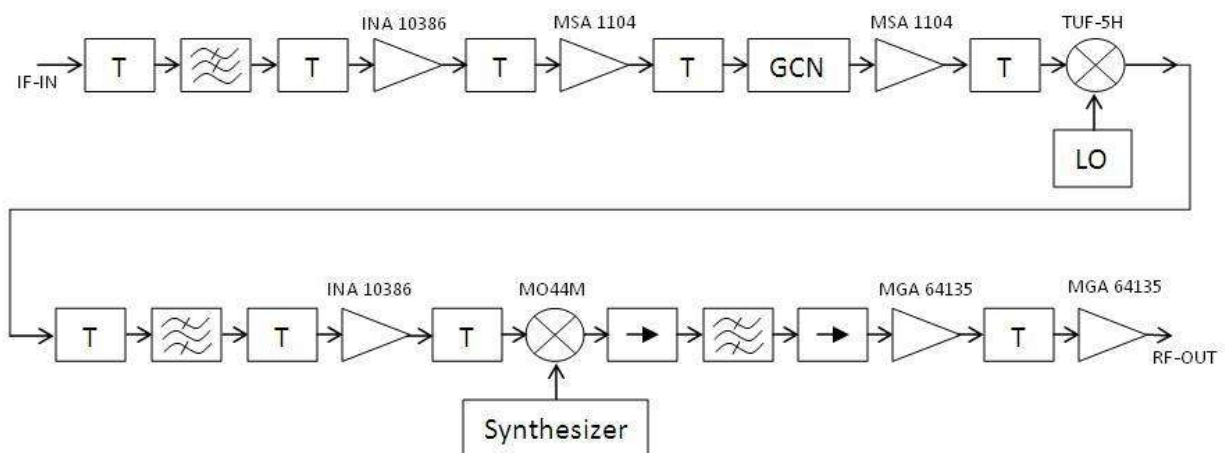 INA 10386
MSA 1104
MSA 1104
TUF-5H
IF-IN
T
T
T
T
GCN
T
LO
INA 10386
MO44M
MGA 64135
MGA 64135
T
T
T
T
RF-OUT
Synthesizer